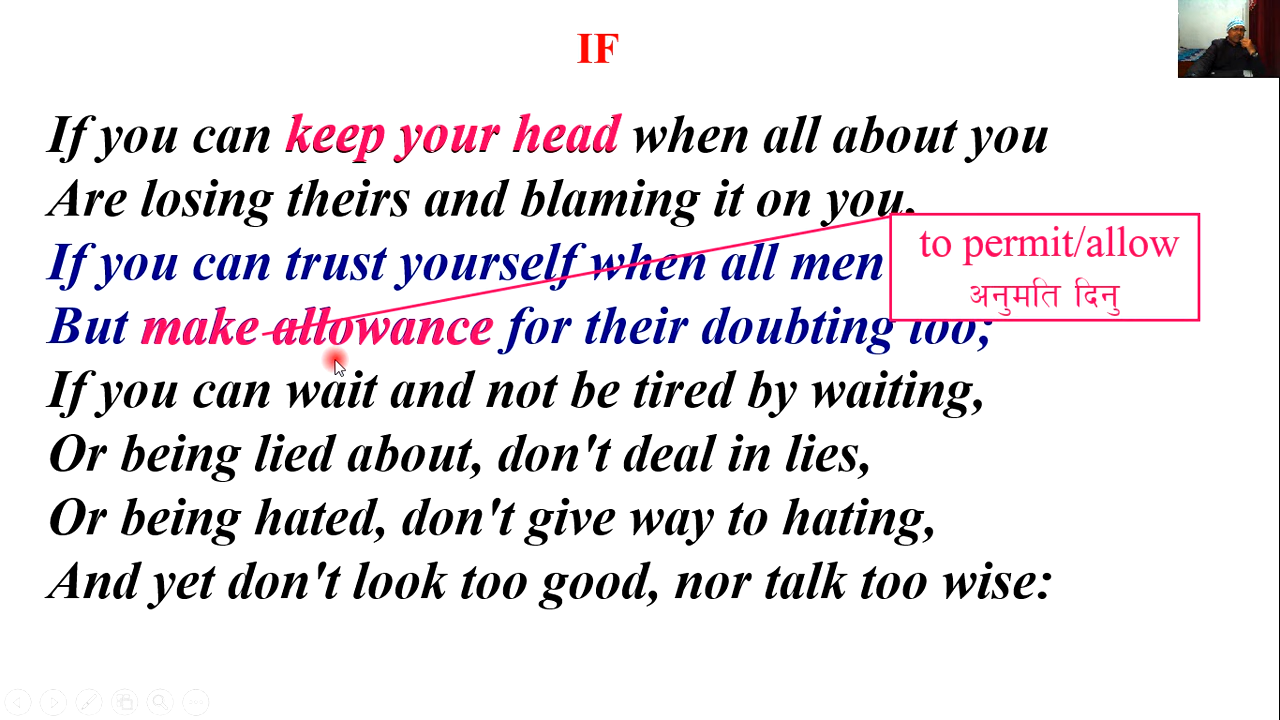 IF
If you can keep your head when all about you
Are losing theirs and blaming it on you,
If you can trust yourself when all men
to permit/allow
अनुमति दिनु
But make allowance for their doubting too;
If you can wait and not be tired by waiting,
Or being lied about, don't deal in lies,
Or being hated, don't give way to hating,
And yet don't look too good, nor talk too wise: